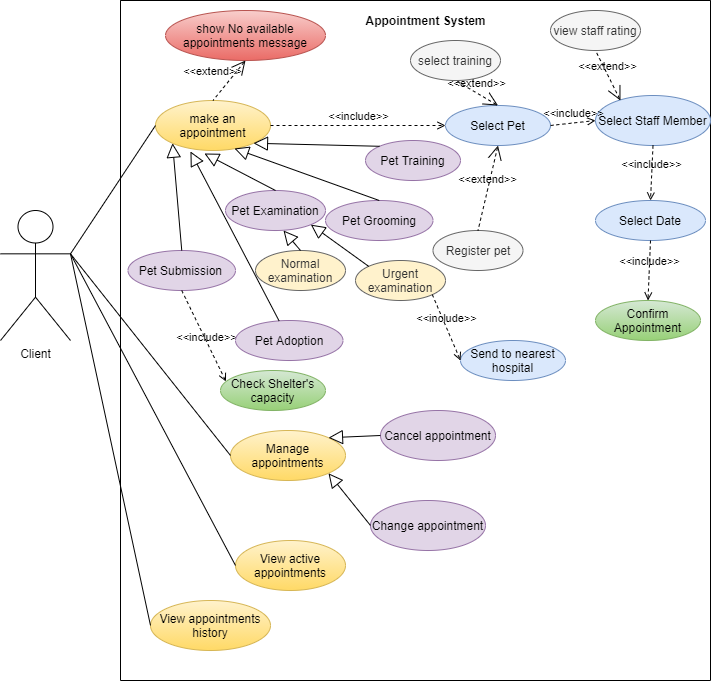 show No available
appointments message
Appointment System
view staff rating
select training
<<extend>>
<<extend>>
<<extend>>
make an
appointment
<<include>>
Select Pet
<<include>>
Select Staff Member
Pet Training
<<include>>
<<extend>>
Pet Examination
Pet Grooming
Select Date
Register pet
Normal
examination
Pet Submission
Urgent
examination
<<include>>
<<include>>
Confirm
Appointment
<<include>>
Pet Adoption
Client
Send to nearest
hospital
Check Shelter's
capacity
Cancel appointment
Manage
appointments
Change appointment
View active
appointments
View appointments
history